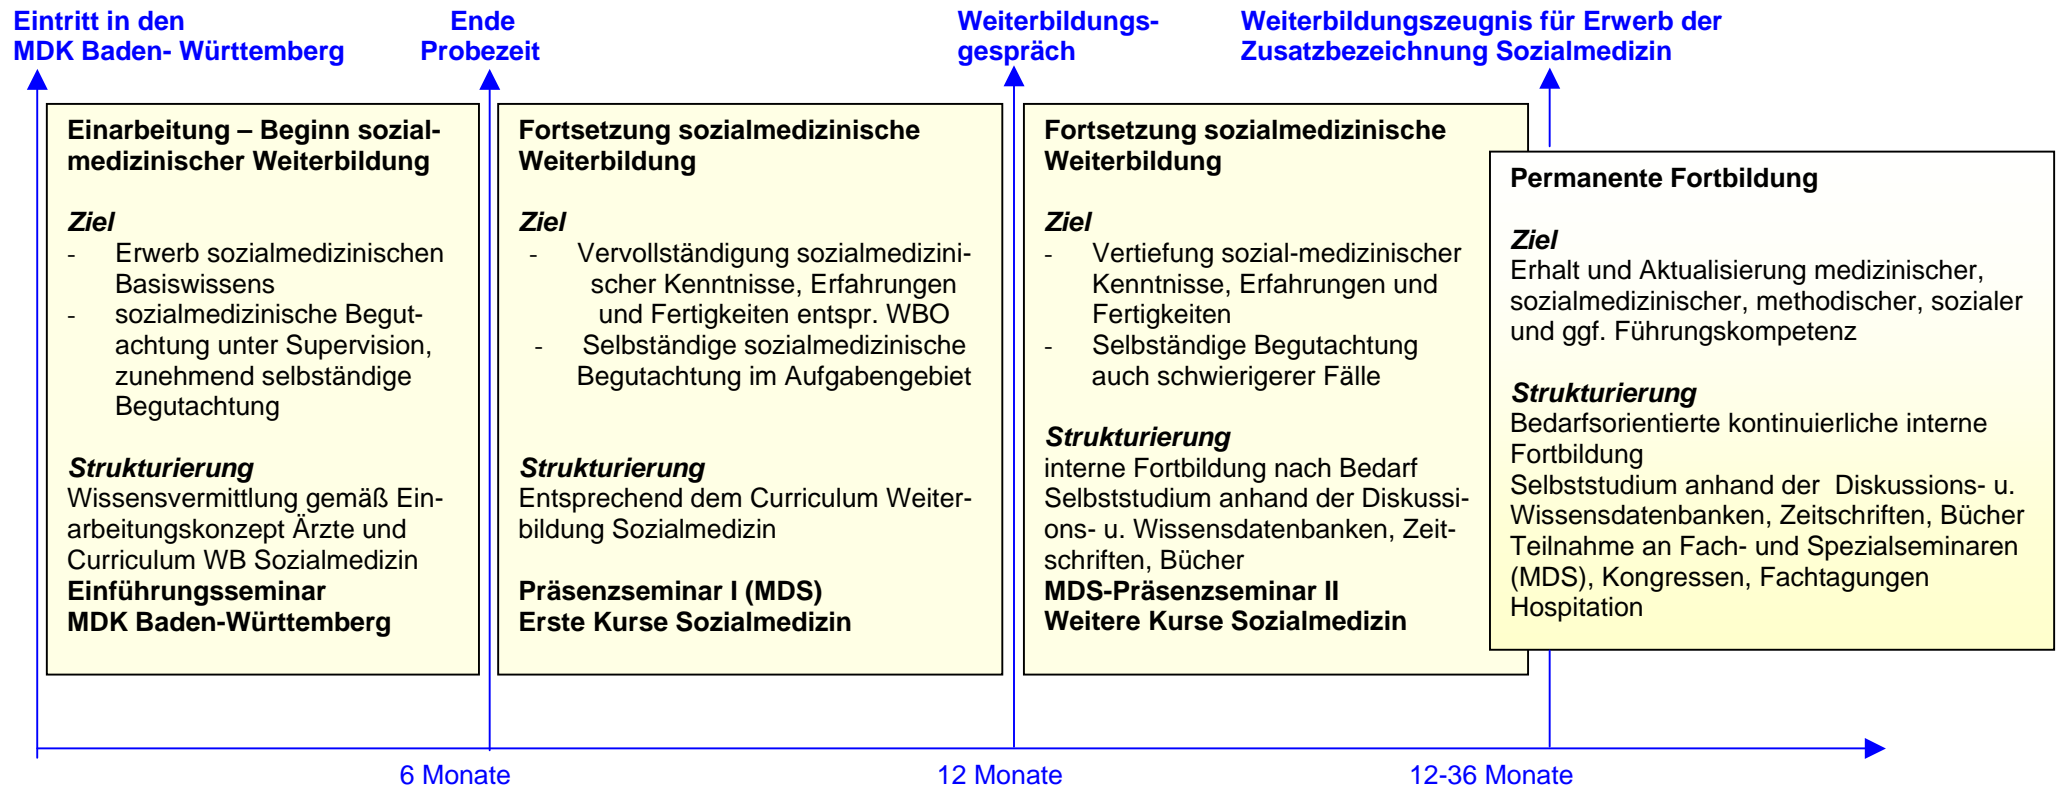 Eintritt in den
MDK Baden- Württemberg
Ende
Probezeit
Weiterbildungs-
gespräch
Weiterbildungszeugnis für Erwerb der
Zusatzbezeichnung Sozialmedizin
Einarbeitung – Beginn sozial-
medizinischer Weiterbildung
Ziel
- Erwerb sozialmedizinischen
Basiswissens
- sozialmedizinische Begut-
achtung unter Supervision,
zunehmend selbständige
Begutachtung
Strukturierung
Wissensvermittlung gemäß Ein-
arbeitungskonzept Ärzte und
Curriculum WB Sozialmedizin
Einführungsseminar
MDK Baden-Württemberg
Fortsetzung sozialmedizinische
Weiterbildung
Ziel
- Vervollständigung sozialmedizini-
scher Kenntnisse, Erfahrungen
und Fertigkeiten entspr. WBO
- Selbständige sozialmedizinische
Begutachtung im Aufgabengebiet
Strukturierung
Entsprechend dem Curriculum Weiter-
bildung Sozialmedizin
Präsenzseminar I (MDS)
Erste Kurse Sozialmedizin
Fortsetzung sozialmedizinische
Weiterbildung
Ziel
- Vertiefung sozial-medizinischer
Kenntnisse, Erfahrungen und
Fertigkeiten
- Selbständige Begutachtung
auch schwierigerer Fälle
Strukturierung
interne Fortbildung nach Bedarf
Selbststudium anhand der Diskussi-
ons- u. Wissensdatenbanken, Zeit-
schriften, Bücher
MDS-Präsenzseminar II
Weitere Kurse Sozialmedizin
Permanente Fortbildung
Ziel
Erhalt und Aktualisierung medizinischer,
sozialmedizinischer, methodischer, sozialer
und ggf. Führungskompetenz
Strukturierung
Bedarfsorientierte kontinuierliche interne
Fortbildung
Selbststudium anhand der Diskussions- u.
Wissensdatenbanken, Zeitschriften, Bücher
Teilnahme an Fach- und Spezialseminaren
(MDS), Kongressen, Fachtagungen
Hospitation
6 Monate
12 Monate
12-36 Monate